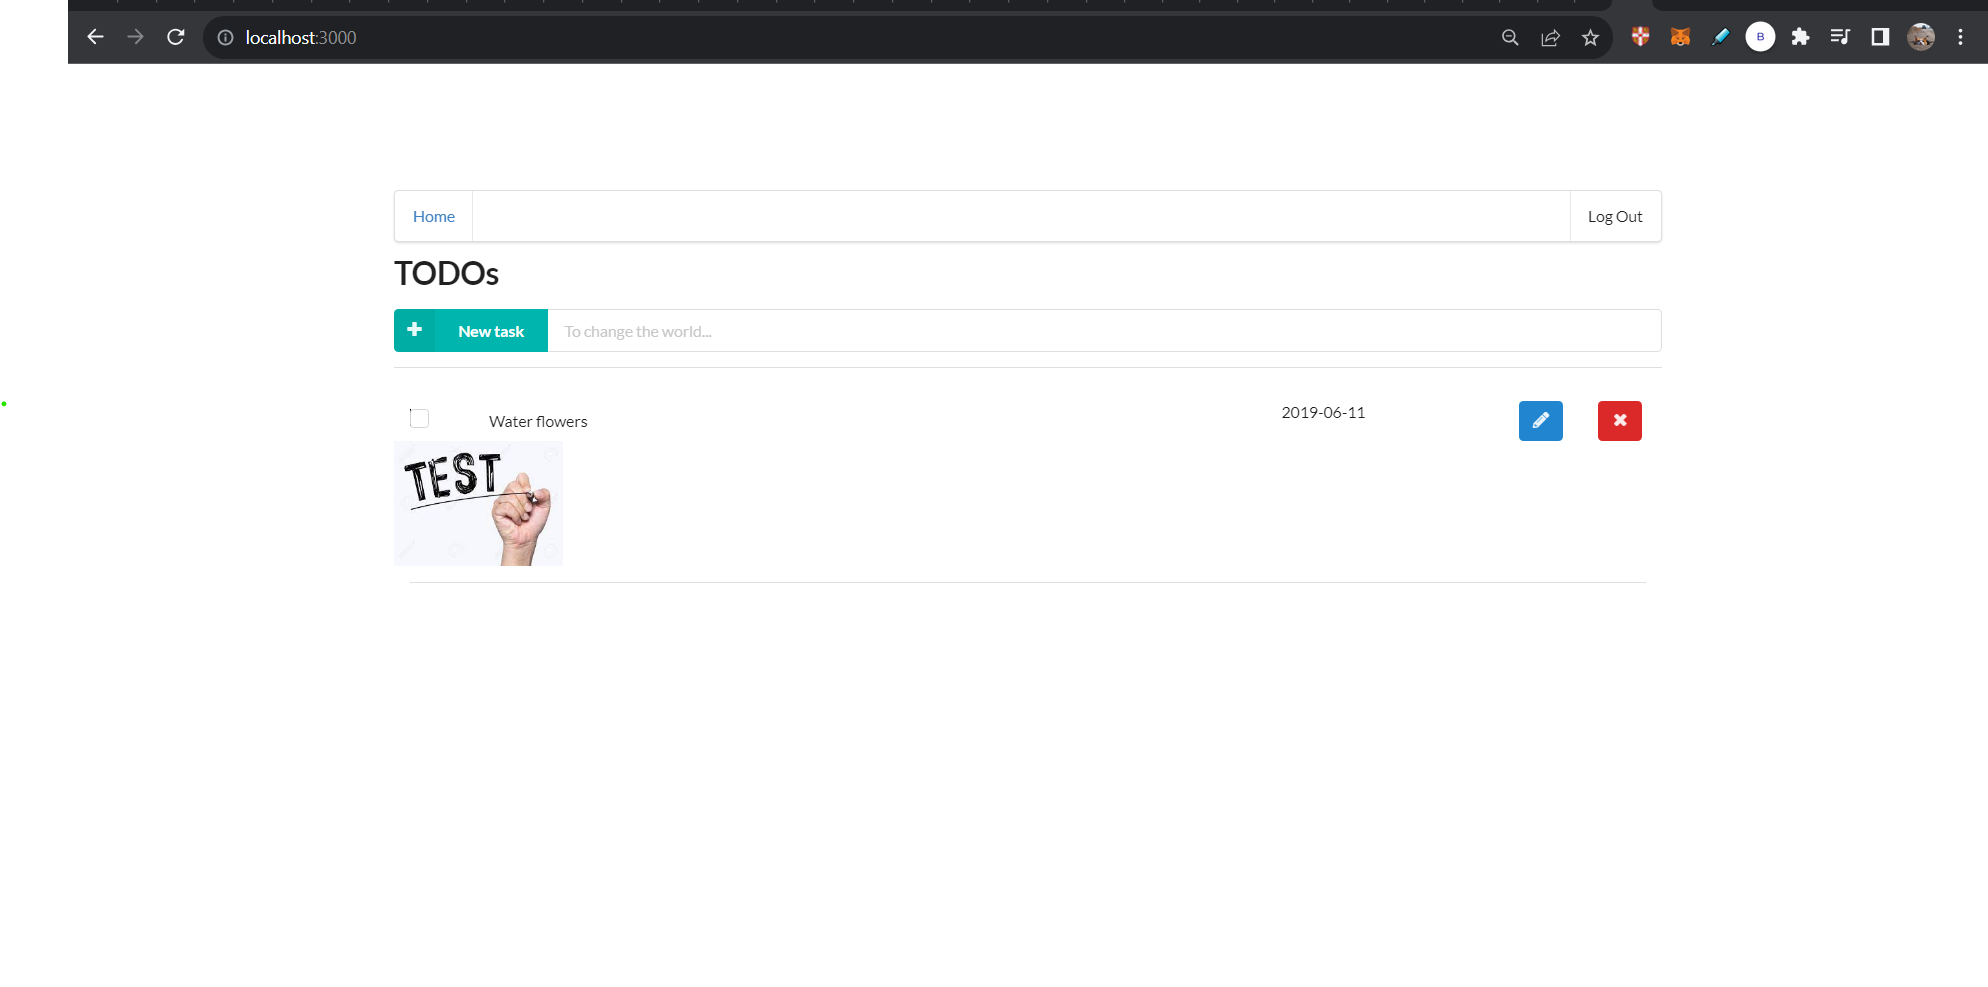 localhost:3000
B
Home
Log Out
TODOs
New task
To change the world...
Water flowers
2019-06-11
TEST